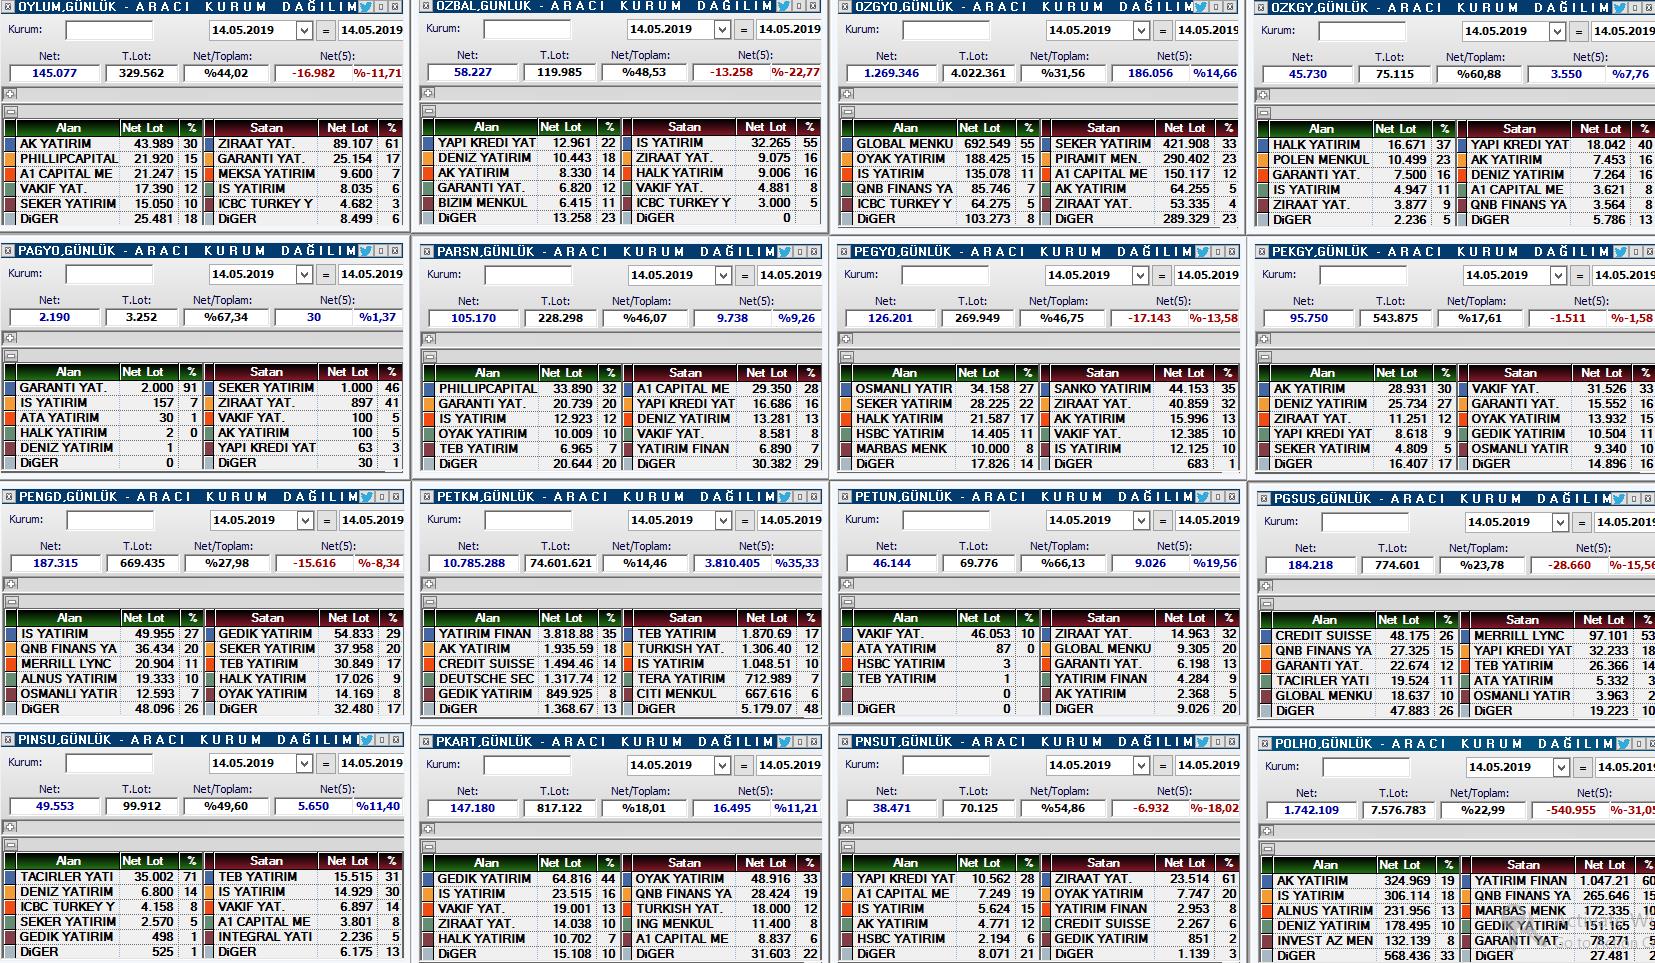 OYLUM,GÜNLÜK - ARACI KURUM DAĞILIM
Kurum: 14.05.2019 = 14.05.2019
Net: T.Lot: Net/Toplam: Net(5):
145.077 329.562 %44,02 -16.982 %-11,71
Alan Net Lot % Satan Net Lot %
AK YATIRIM 43.989 30 ZIRAAT YAT. 89.107 61
PHILLIPCAPITAL 21.920 15 GARANTI YAT. 25.154 17
A1 CAPITAL ME 21.247 15 MEKSA YATIRIM 9.600 7
VAKIF YAT. 17.390 12 IS YATIRIM 8.035 6
SEKER YATIRIM 15.050 10 ICBC TURKEY Y 4.682 3
DiGER 25.481 18 DiGER 8.499 6
OZBAL,GÜNLÜK - ARACI KURUM DAĞILIM
Kurum: 14.05.2019 = 14.05.2019
Net: T.Lot: Net/Toplam: Net(5):
58.227 119.985 %48,53 -13.258 %-22,77
Alan Net Lot % Satan Net Lot %
YAPI KREDI YAT 12.961 22 IS YATIRIM 32.265 55
DENIZ YATIRIM 10.443 18 ZIRAAT YAT. 9.075 16
AK YATIRIM 8.330 14 HALK YATIRIM 9.006 16
GARANTI YAT. 6.820 12 VAKIF YAT. 4.881 8
BIZIM MENKUL 6.415 11 ICBC TURKEY Y 3.000 5
DiGER 13.258 23 DiGER 0
OZGYO,GÜNLÜK - ARACI KURUM DAĞILIM
Kurum: 14.05.2019 = 14.05.2019
Net: T.Lot: Net/Toplam: Net(5):
1.269.346 4.022.361 %31,56 186.056 %14,66
Alan Net Lot % Satan Net Lot %
GLOBAL MENKU 692.549 55 SEKER YATIRIM 421.908 33
OYAK YATIRIM 188.425 15 PIRAMIT MEN. 290.402 23
IS YATIRIM 135.078 11 A1 CAPITAL ME 150.117 12
QNB FINANS YA 85.746 7 AK YATIRIM 64.255 5
ICBC TURKEY Y 64.275 5 ZIRAAT YAT. 53.335 4
DiGER 103.273 8 DiGER 289.329 23
OZKGY,GÜNLÜK - ARACI KURUM DAĞILIM
Kurum: 14.05.2019 = 14.05.2019
Net: T.Lot: Net/Toplam: Net(5):
45.730 75.115 %60,88 3.550 %7,76
Alan Net Lot % Satan Net Lot %
HALK YATIRIM 16.671 37 YAPI KREDI YAT 18.042 40
POLEN MENKUL 10.499 23 AK YATIRIM 7.453 16
GARANTI YAT. 7.500 16 DENIZ YATIRIM 7.264 16
IS YATIRIM 4.947 11 A1 CAPITAL ME 3.621 8
ZIRAAT YAT. 3.877 9 QNB FINANS YA 3.564 8
DiGER 2.236 5 DiGER 5.786 13
PAGYO,GÜNLÜK - ARACI KURUM DAĞILIM
Kurum: 14.05.2019 = 14.05.2019
Net: T.Lot: Net/Toplam: Net(5):
2.190 3.252 %67,34 30 %1,37
Alan Net Lot % Satan Net Lot %
GARANTI YAT. 2.000 91 SEKER YATIRIM 1.000 46
IS YATIRIM 157 7 ZIRAAT YAT. 897 41
ATA YATIRIM 30 1 VAKIF YAT. 100 5
HALK YATIRIM 2 0 AK YATIRIM 100 5
DENIZ YATIRIM 1 YAPI KREDI YAT 63 3
DiGER 0 DiGER 30 1
PARSN,GÜNLÜK - ARACI KURUM DAĞILIM
Kurum: 14.05.2019 = 14.05.2019
Net: T.Lot: Net/Toplam: Net(5):
105.170 228.298 %46,07 9.738 %9,26
Alan Net Lot % Satan Net Lot %
PHILLIPCAPITAL 33.890 32 A1 CAPITAL ME 29.350 28
GARANTI YAT. 20.739 20 YAPI KREDI YAT 16.686 16
IS YATIRIM 12.923 12 DENIZ YATIRIM 13.281 13
OYAK YATIRIM 10.009 10 VAKIF YAT. 8.581 8
TEB YATIRIM 6.965 7 YATIRIM FINAN 6.890 7
DiGER 20.644 20 DiGER 30.382 29
PEGYO,GÜNLÜK - ARACI KURUM DAĞILIM
Kurum: 14.05.2019 = 14.05.2019
Net: T.Lot: Net/Toplam: Net(5):
126.201 269.949 %46,75 -17.143 %-13,58
Alan Net Lot % Satan Net Lot %
OSMANLI YATIR 34.158 27 SANKO YATIRIM 44.153 35
SEKER YATIRIM 28.225 22 ZIRAAT YAT. 40.859 32
HALK YATIRIM 21.587 17 AK YATIRIM 15.996 13
HSBC YATIRIM 14.405 11 VAKIF YAT. 12.385 10
MARBAS MENK 10.000 8 IS YATIRIM 12.125 10
DiGER 17.826 14 DiGER 683 1
PEKGY,GÜNLÜK - ARACI KURUM DAĞILIM
Kurum: 14.05.2019 = 14.05.2019
Net: T.Lot: Net/Toplam: Net(5):
95.750 543.875 %17,61 -1.511 %-1,58
Alan Net Lot % Satan Net Lot %
AK YATIRIM 28.931 30 VAKIF YAT. 31.526 33
DENIZ YATIRIM 25.734 27 GARANTI YAT. 15.552 16
ZIRAAT YAT. 11.251 12 OYAK YATIRIM 13.932 15
YAPI KREDI YAT 8.618 9 GEDIK YATIRIM 10.504 11
SEKER YATIRIM 4.809 5 OSMANLI YATIR 9.340 10
DiGER 16.407 17 DiGER 14.896 16
PENGD,GÜNLÜK - ARACI KURUM DAĞILIM
Kurum: 14.05.2019 = 14.05.2019
Net: T.Lot: Net/Toplam: Net(5):
187.315 669.435 %27,98 -15.616 %-8,34
Alan Net Lot % Satan Net Lot %
IS YATIRIM 49.955 27 GEDIK YATIRIM 54.833 29
QNB FINANS YA 36.434 20 SEKER YATIRIM 37.958 20
MERRILL LYNC 20.904 11 TEB YATIRIM 30.849 17
ALNUS YATIRIM 19.333 10 HALK YATIRIM 17.026 9
OSMANLI YATIR 12.593 7 OYAK YATIRIM 14.169 8
DiGER 48.096 26 DiGER 32.480 17
PETKM,GÜNLÜK - ARACI KURUM DAĞILIM
Kurum: 14.05.2019 = 14.05.2019
Net: T.Lot: Net/Toplam: Net(5):
10.785.288 74.601.621 %14,46 3.810.405 %35,33
Alan Net Lot % Satan Net Lot %
YATIRIM FINAN 3.818.88 35 TEB YATIRIM 1.870.69 17
AK YATIRIM 1.935.59 18 TURKISH YAT. 1.306.40 12
CREDIT SUISSE 1.494.46 14 IS YATIRIM 1.048.51 10
DEUTSCHE SEC 1.317.74 12 TERA YATIRIM 712.989 7
GEDIK YATIRIM 849.925 8 CITI MENKUL 667.616 6
DiGER 1.368.67 13 DiGER 5.179.07 48
PETUN,GÜNLÜK - ARACI KURUM DAĞILIM
Kurum: 14.05.2019 = 14.05.2019
Net: T.Lot: Net/Toplam: Net(5):
46.144 69.776 %66,13 9.026 %19,56
Alan Net Lot % Satan Net Lot %
VAKIF YAT. 46.053 10 ZIRAAT YAT. 14.963 32
ATA YATIRIM 87 0 GLOBAL MENKU 9.305 20
HSBC YATIRIM 3 GARANTI YAT. 6.198 13
TEB YATIRIM 1 YATIRIM FINAN 4.284 9
0 AK YATIRIM 2.368 5
DiGER 0 DiGER 9.026 20
PGSUS,GÜNLÜK - ARACI KURUM DAĞILIM
Kurum: 14.05.2019 = 14.05.2019
Net: T.Lot: Net/Toplam: Net(5):
184.218 774.601 %23,78 -28.660 %-15,56
Alan Net Lot % Satan Net Lot %
CREDIT SUISSE 48.175 26 MERRILL LYNC 97.101 53
QNB FINANS YA 27.325 15 YAPI KREDI YAT 32.233 18
GARANTI YAT. 22.674 12 TEB YATIRIM 26.366 14
TACIRLER YATI 19.524 11 ATA YATIRIM 5.332 3
GLOBAL MENKU 18.637 10 OSMANLI YATIR 3.963 2
DiGER 47.883 26 DiGER 19.223 10
PINSU,GÜNLÜK - ARACI KURUM DAĞILIM
Kurum: 14.05.2019 = 14.05.2019
Net: T.Lot: Net/Toplam: Net(5):
49.553 99.912 %49,60 5.650 %11,40
Alan Net Lot % Satan Net Lot %
TACIRLER YATI 35.002 71 TEB YATIRIM 15.515 31
DENIZ YATIRIM 6.800 14 IS YATIRIM 14.929 30
ICBC TURKEY Y 4.158 8 VAKIF YAT. 6.897 14
SEKER YATIRIM 2.570 5 A1 CAPITAL ME 3.801 8
GEDIK YATIRIM 498 1 INTEGRAL YATI 2.236 5
DiGER 525 1 DiGER 6.175 13
PKART,GÜNLÜK - ARACI KURUM DAĞILIM
Kurum: 14.05.2019 = 14.05.2019
Net: T.Lot: Net/Toplam: Net(5):
147.180 817.122 %18,01 16.495 %11,21
Alan Net Lot % Satan Net Lot %
GEDIK YATIRIM 64.816 44 OYAK YATIRIM 48.916 33
IS YATIRIM 23.515 16 QNB FINANS YA 28.424 19
VAKIF YAT. 19.001 13 TURKISH YAT. 18.000 12
ZIRAAT YAT. 14.038 10 ING MENKUL 11.400 8
HALK YATIRIM 10.702 7 A1 CAPITAL ME 8.837 6
DiGER 15.108 10 DiGER 31.603 22
PNSUT,GÜNLÜK - ARACI KURUM DAĞILIM
Kurum: 14.05.2019 = 14.05.2019
Net: T.Lot: Net/Toplam: Net(5):
38.471 70.125 %54,86 -6.932 %-18,02
Alan Net Lot % Satan Net Lot %
YAPI KREDI YAT 10.562 28 ZIRAAT YAT. 23.514 61
A1 CAPITAL ME 7.249 19 OYAK YATIRIM 7.747 20
IS YATIRIM 5.624 15 YATIRIM FINAN 2.953 8
AK YATIRIM 4.771 12 CREDIT SUISSE 2.267 6
HSBC YATIRIM 2.194 6 GEDIK YATIRIM 851 2
DiGER 8.071 21 DiGER 1.139 3
POLHO,GÜNLÜK - ARACI KURUM DAĞILIM
Kurum: 14.05.2019 = 14.05.2019
Net: T.Lot: Net/Toplam: Net(5):
1.742.109 7.576.783 %22,99 -540.955 %-31,05
Alan Net Lot % Satan Net Lot %
AK YATIRIM 324.969 19 YATIRIM FINAN 1.047.21 60
IS YATIRIM 306.114 18 QNB FINANS YA 265.646 15
ALNUS YATIRIM 231.956 13 MARBAS MENK 172.335 10
DENIZ YATIRIM 178.495 10 GEDIK YATIRIM 151.165 9
INVEST AZ MEN 132.139 8 GARANTI YAT. 78.271 5
DiGER 568.436 33 DiGER 27.481 2